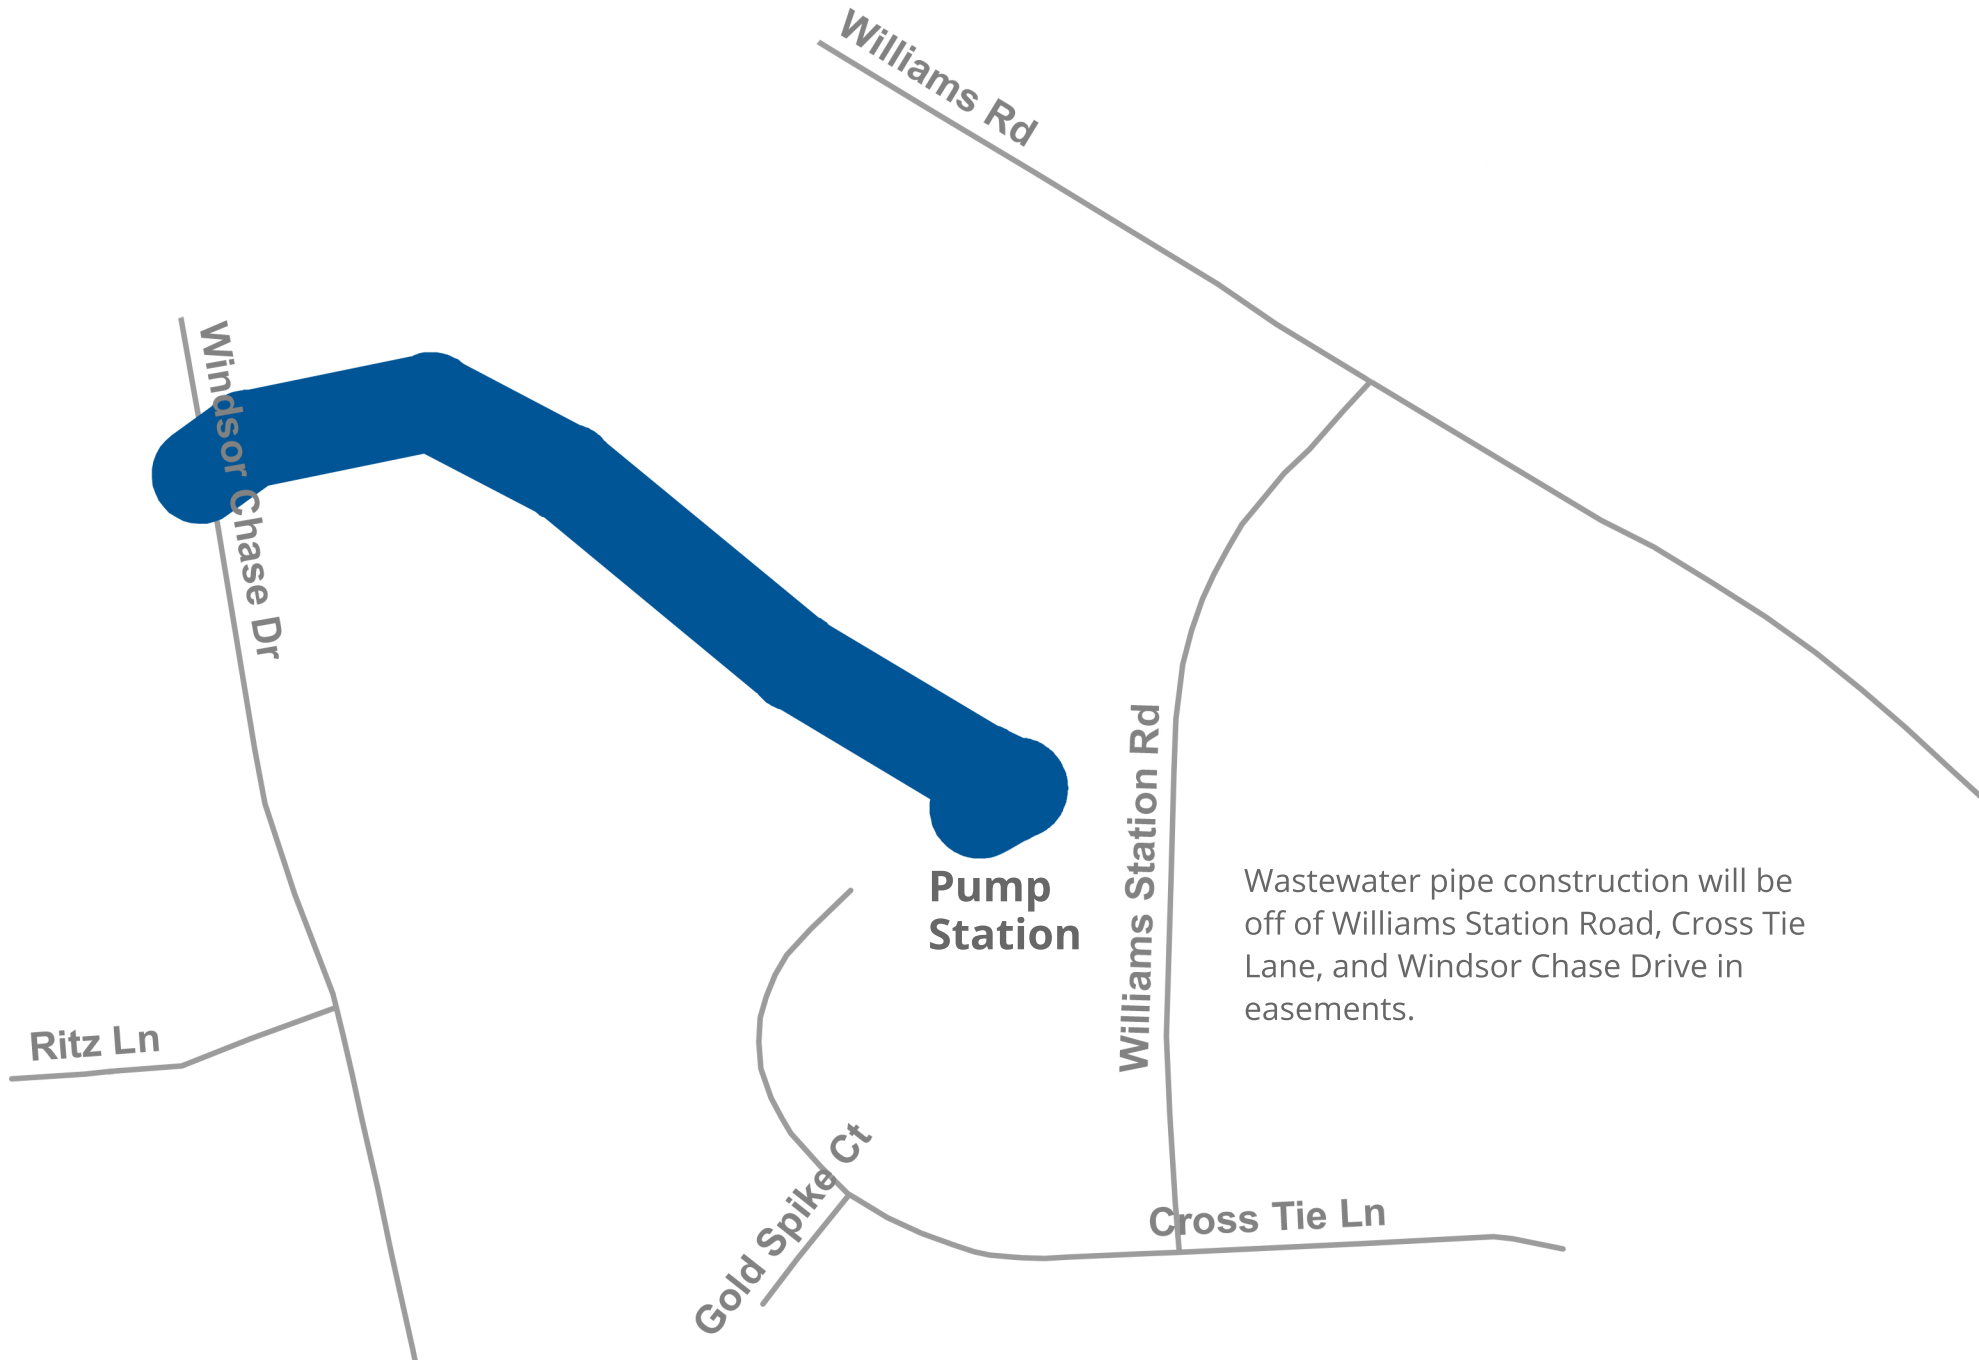 Williams Rd
Windsor Chase Dr
Williams Station Rd
Pump
Station
Wastewater pipe construction will be
off of Williams Station Road, Cross Tie
Lane, and Windsor Chase Drive in
easements.
Ritz Ln
Gold Spike Ct
Cross Tie Ln